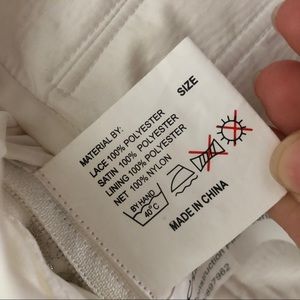 SIZE
MATERIAL BY:
LACE 100% POLYESTER
SATIN 100% POLYESTER
LINING 100% POLYESTER
NET 100% NYLON
BY HAND
40°C
MADE IN CHINA
497962